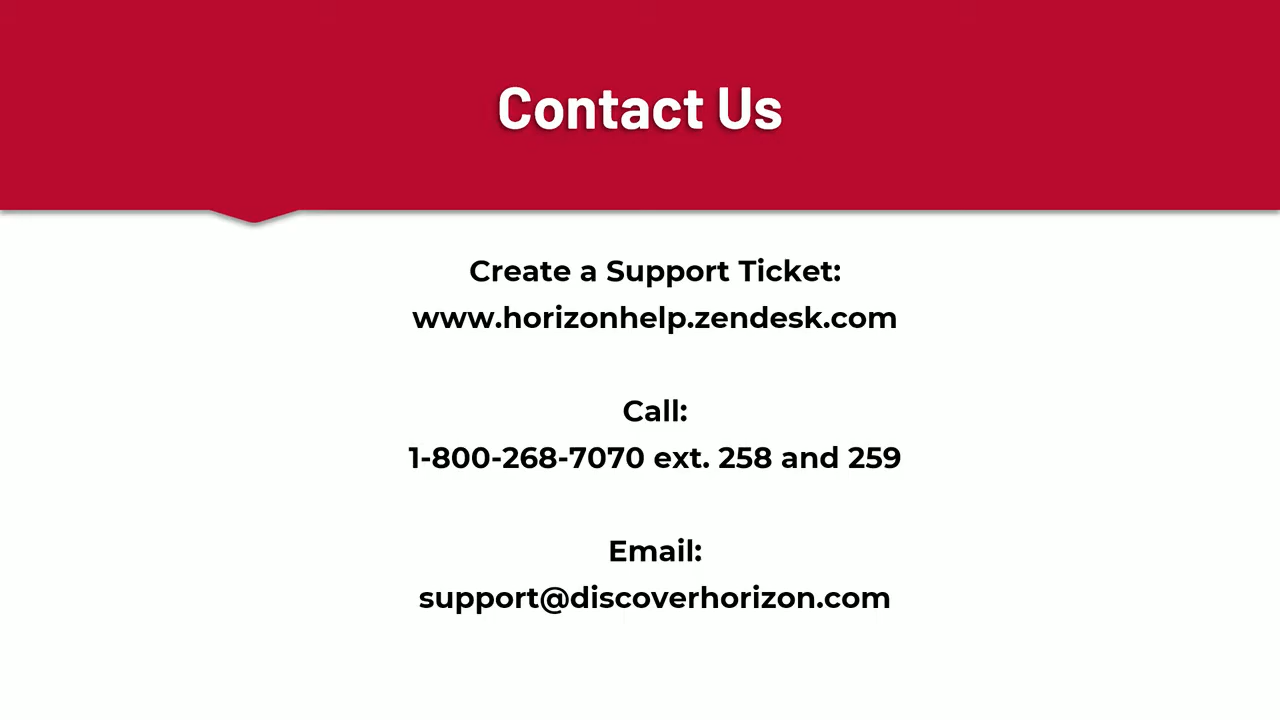 Contact Us
Create a Support Ticket:
www.horizonhelp.zendesk.com
Call:
1-800-268-7070 ext. 258 and 259
Email:
support@discoverhorizon.com